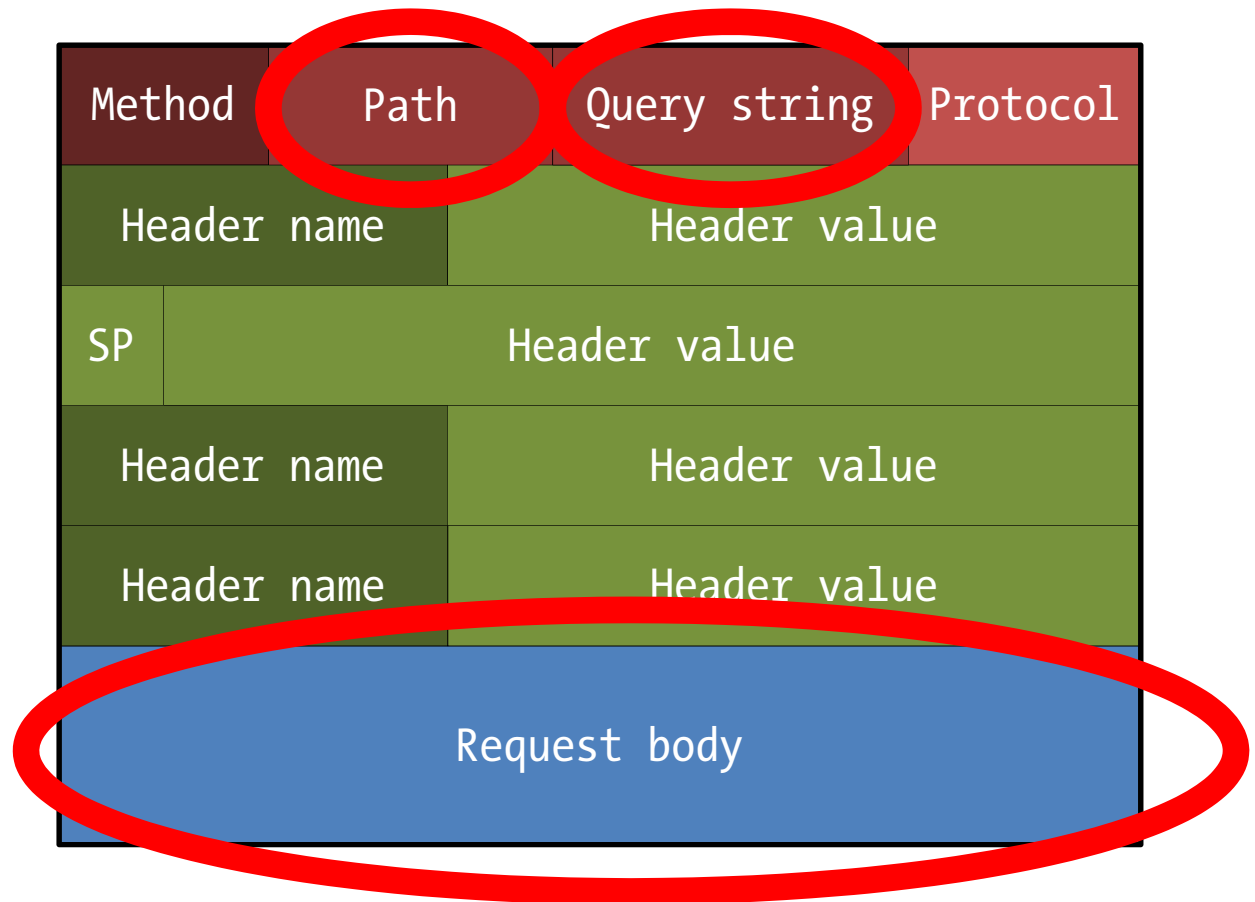 Method Path Query string Protocol
Header name Header value
SP Header value
Header name Header value
Header name Header value
Request body